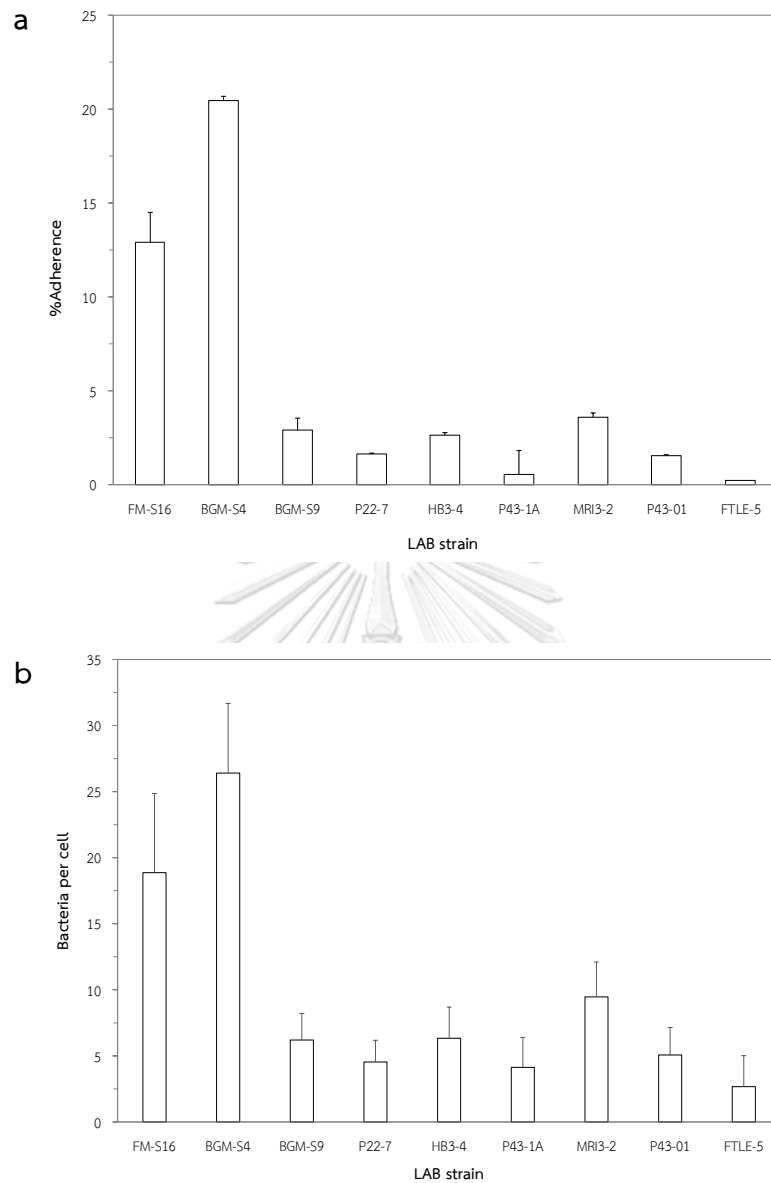 a
25
20
15
10
5
0
%Adherence
FM-S16 BGM-S4 BGM-S9 P22-7 HB3-4 P43-1A MRI3-2 P43-01 FTLE-5
LAB strain
b
35
30
25
20
15
10
5
0
Bacteria per cell
FM-S16 BGM-S4 BGM-S9 P22-7 HB3-4 P43-1A MRI3-2 P43-01 FTLE-5
LAB strain